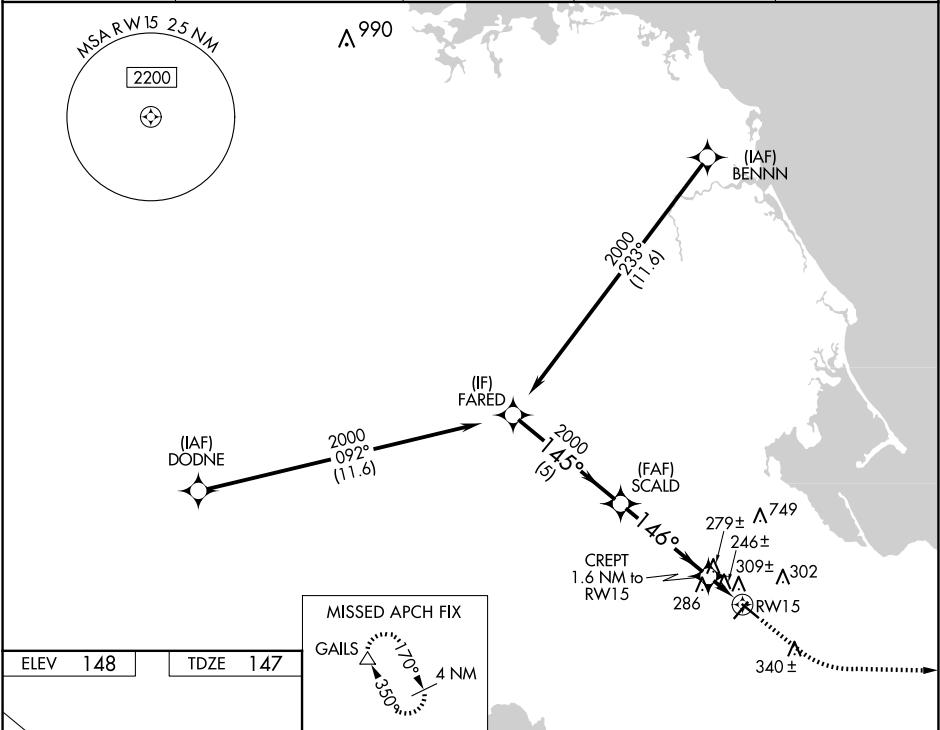 MSA RW 15 25 NM
2200
990
(IAF)
BENNN
2000
233°
(11.6)
(IF)
FARED
(IAF)
DODNE
2000
092°
(11.6)
2000
145°
(5)
(FAF)
SCALD
146°
749
279±
246±
309±
302
CREPT
1.6 NM to
RW15
286
RW15
340±
MISSED APCH FIX
GAILS
170°
4 NM
350°
ELEV 148
TDZE 147